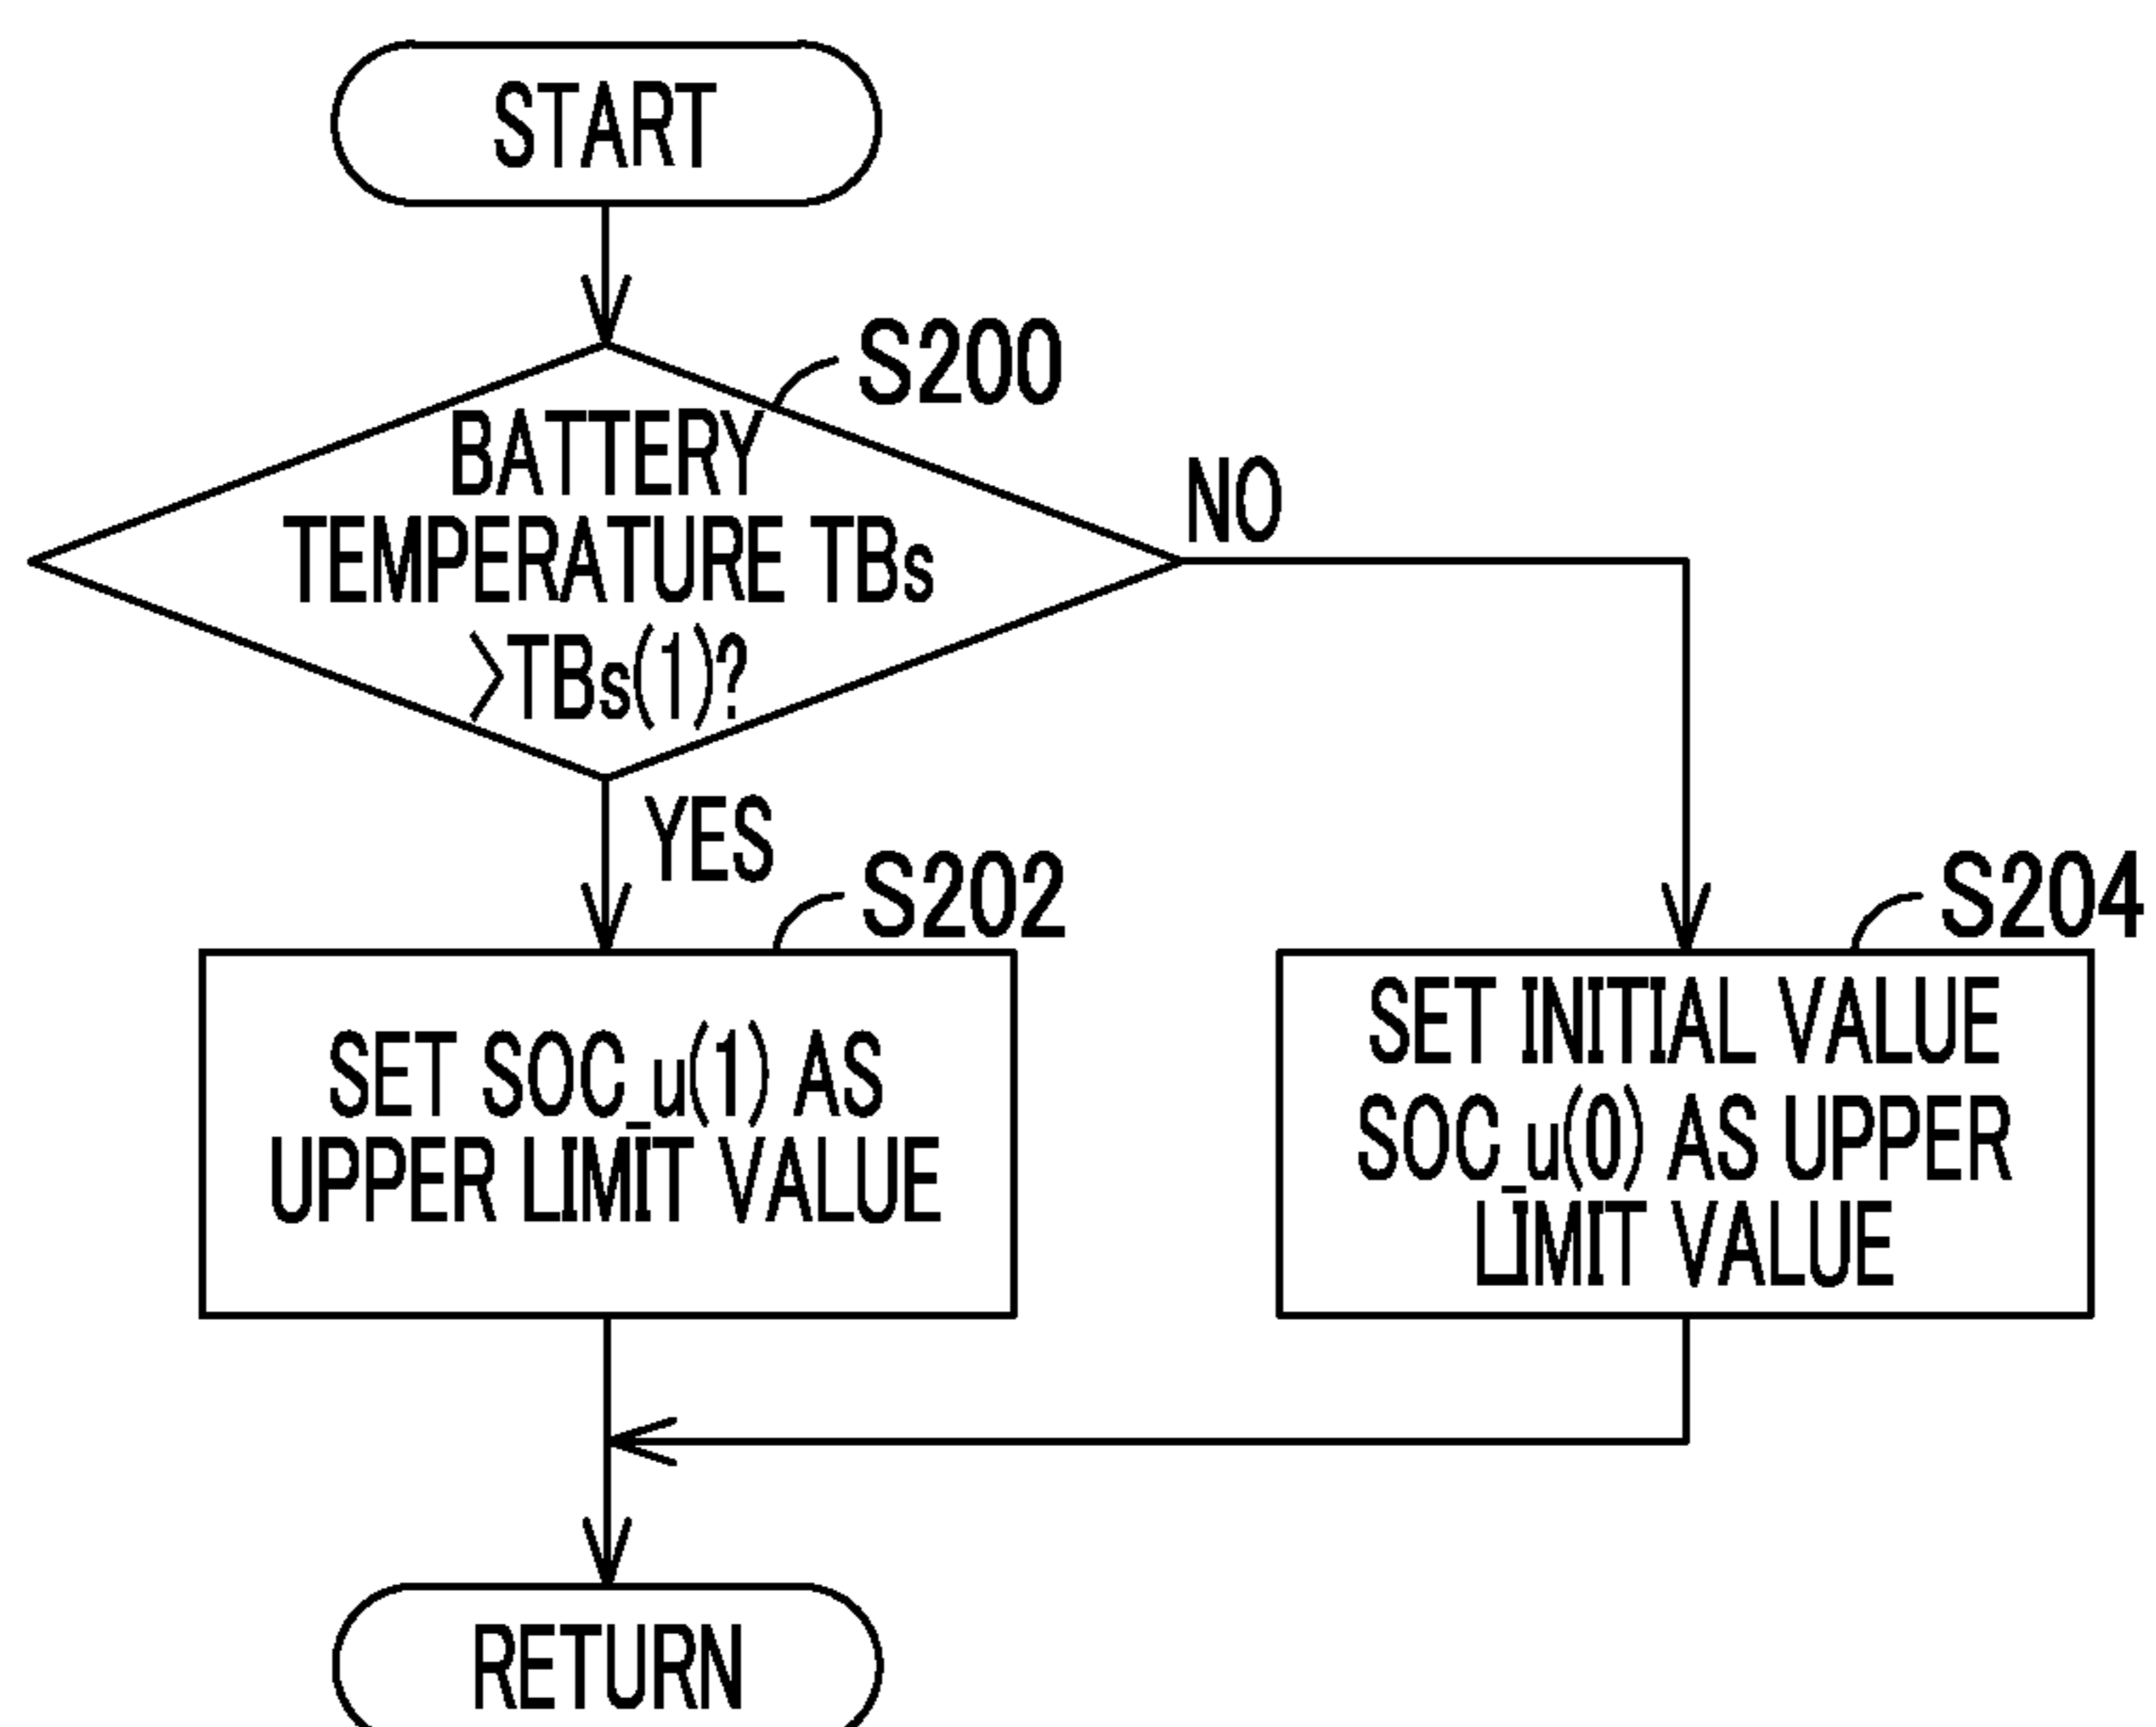 START
S200
BATTERY
TEMPERATURE TBs
>TBs(1)?
NO
YES
S202
SET SOC_u(1) AS
UPPER LIMIT VALUE
S204
SET INITIAL VALUE
SOC_u(0) AS UPPER
LIMIT VALUE
RETURN